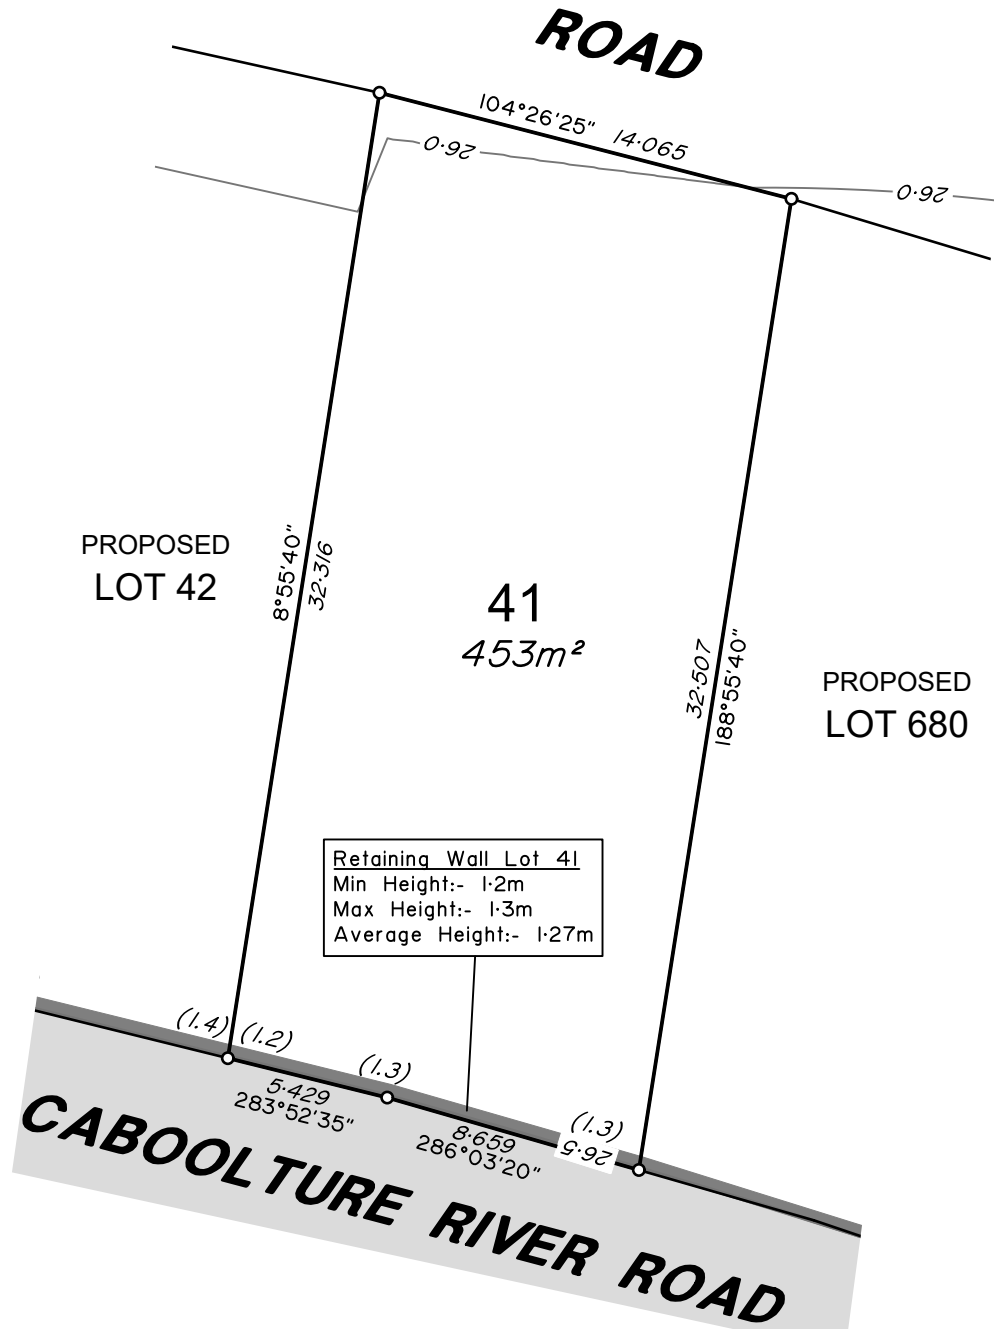 ROAD
104°26'25" 14·065
26·0
26·0
8°55'40"
32·316
PROPOSED
LOT 42
41
453m²
32·507
188°55'40"
PROPOSED
LOT 680
Retaining Wall Lot 41
Min Height:- 1·2m
Max Height:- 1·3m
Average Height:- 1·27m
(1.4) (1.2)
(1.3)
(1.3)
5·429
283°52'35"
8·659
286°03'20"
26·5
CABOOLTURE RIVER ROAD